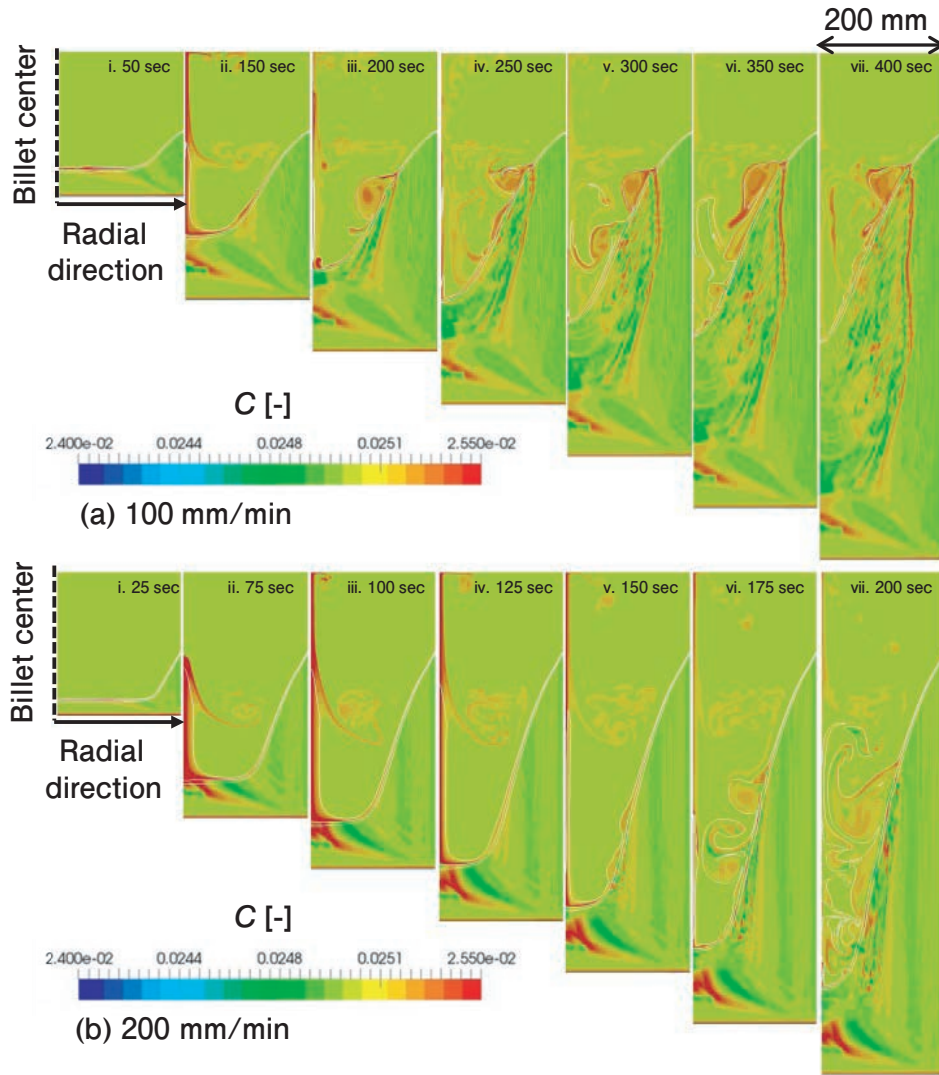 200 mm
i. 50 sec
ii. 150 sec
iii. 200 sec
iv. 250 sec
v. 300 sec
vi. 350 sec
vii. 400 sec
Billet center
Radial
direction
C [-]
2.400e-02 0.0244 0.0248 0.0251 2.550e-02
(a) 100 mm/min
i. 25 sec
ii. 75 sec
iii. 100 sec
iv. 125 sec
v. 150 sec
vi. 175 sec
vii. 200 sec
Billet center
Radial
direction
C [-]
2.400e-02 0.0244 0.0248 0.0251 2.550e-02
(b) 200 mm/min